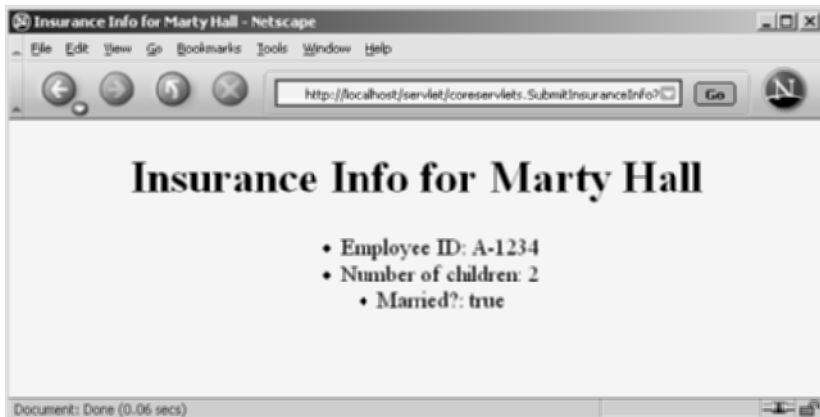 Insurance Info for Marty Hall - Netscape
File Edit View Go Bookmarks Tools Window Help
http://localhost/servlet/coreservlets.SubmitInsuranceInfo? Go N
Insurance Info for Marty Hall
• Employee ID: A-1234
• Number of children: 2
• Married?: true
Document: Done (0.06 secs)